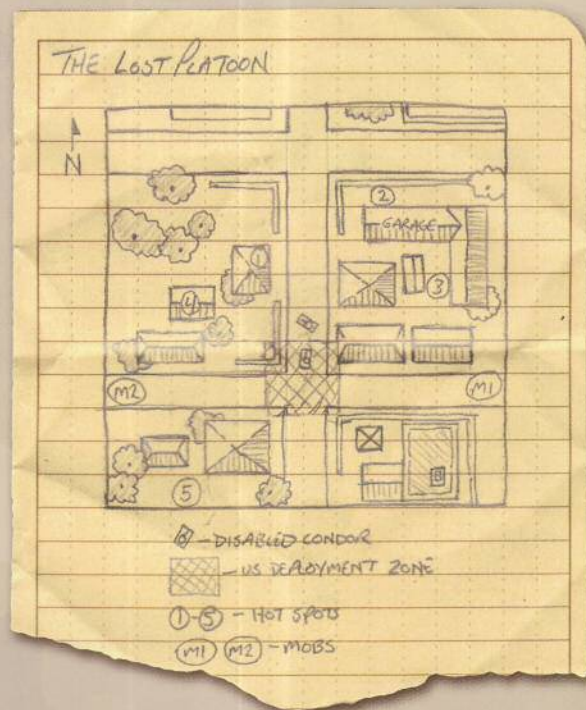 THE LOST PLATOON
N
2
GARAGE
1
3
4
M2
M1
5
- DISABLED CONDOR
- US DEPLOYMENT ZONE
1-5 - HOT SPOTS
M1 M2 - MOBS